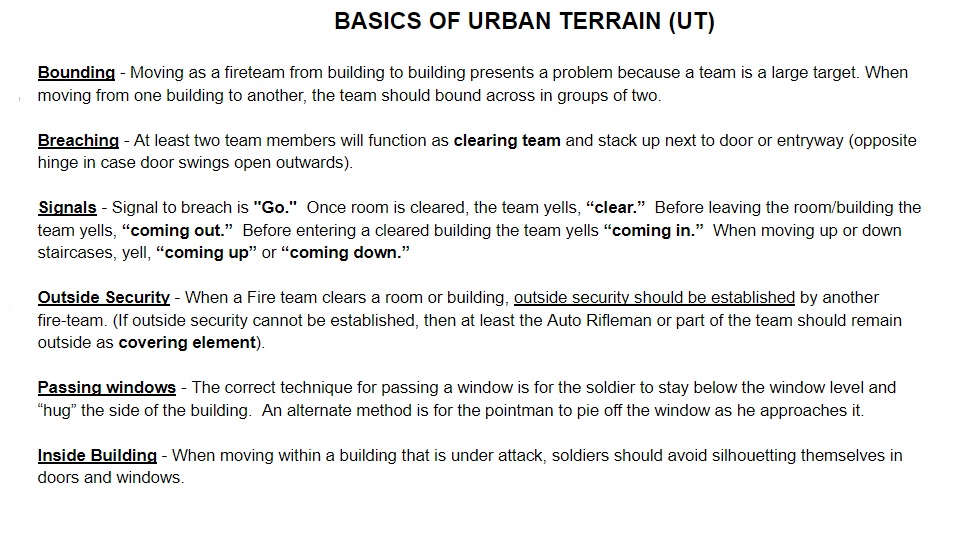 BASICS OF URBAN TERRAIN (UT)
Bounding - Moving as a fireteam from building to building presents a problem because a team is a large target. When
moving from one building to another, the team should bound across in groups of two.
Breaching - At least two team members will function as clearing team and stack up next to door or entryway (opposite
hinge in case door swings open outwards).
Signals - Signal to breach is "Go."  Once room is cleared, the team yells, “clear.”  Before leaving the room/building the
team yells, “coming out.”  Before entering a cleared building the team yells “coming in.”  When moving up or down
staircases, yell, “coming up” or “coming down.”
Outside Security - When a Fire team clears a room or building, outside security should be established by another
fire-team. (If outside security cannot be established, then at least the Auto Rifleman or part of the team should remain
outside as covering element).
Passing windows - The correct technique for passing a window is for the soldier to stay below the window level and
“hug” the side of the building.  An alternate method is for the pointman to pie off the window as he approaches it.
Inside Building - When moving within a building that is under attack, soldiers should avoid silhouetting themselves in
doors and windows.